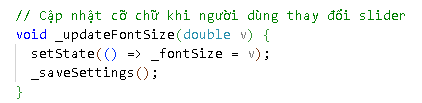 // Cập nhật cỡ chữ khi người dùng thay đổi slider
void _updateFontSize(double v) {
  setState(() => _fontSize = v);
  _saveSettings();
}